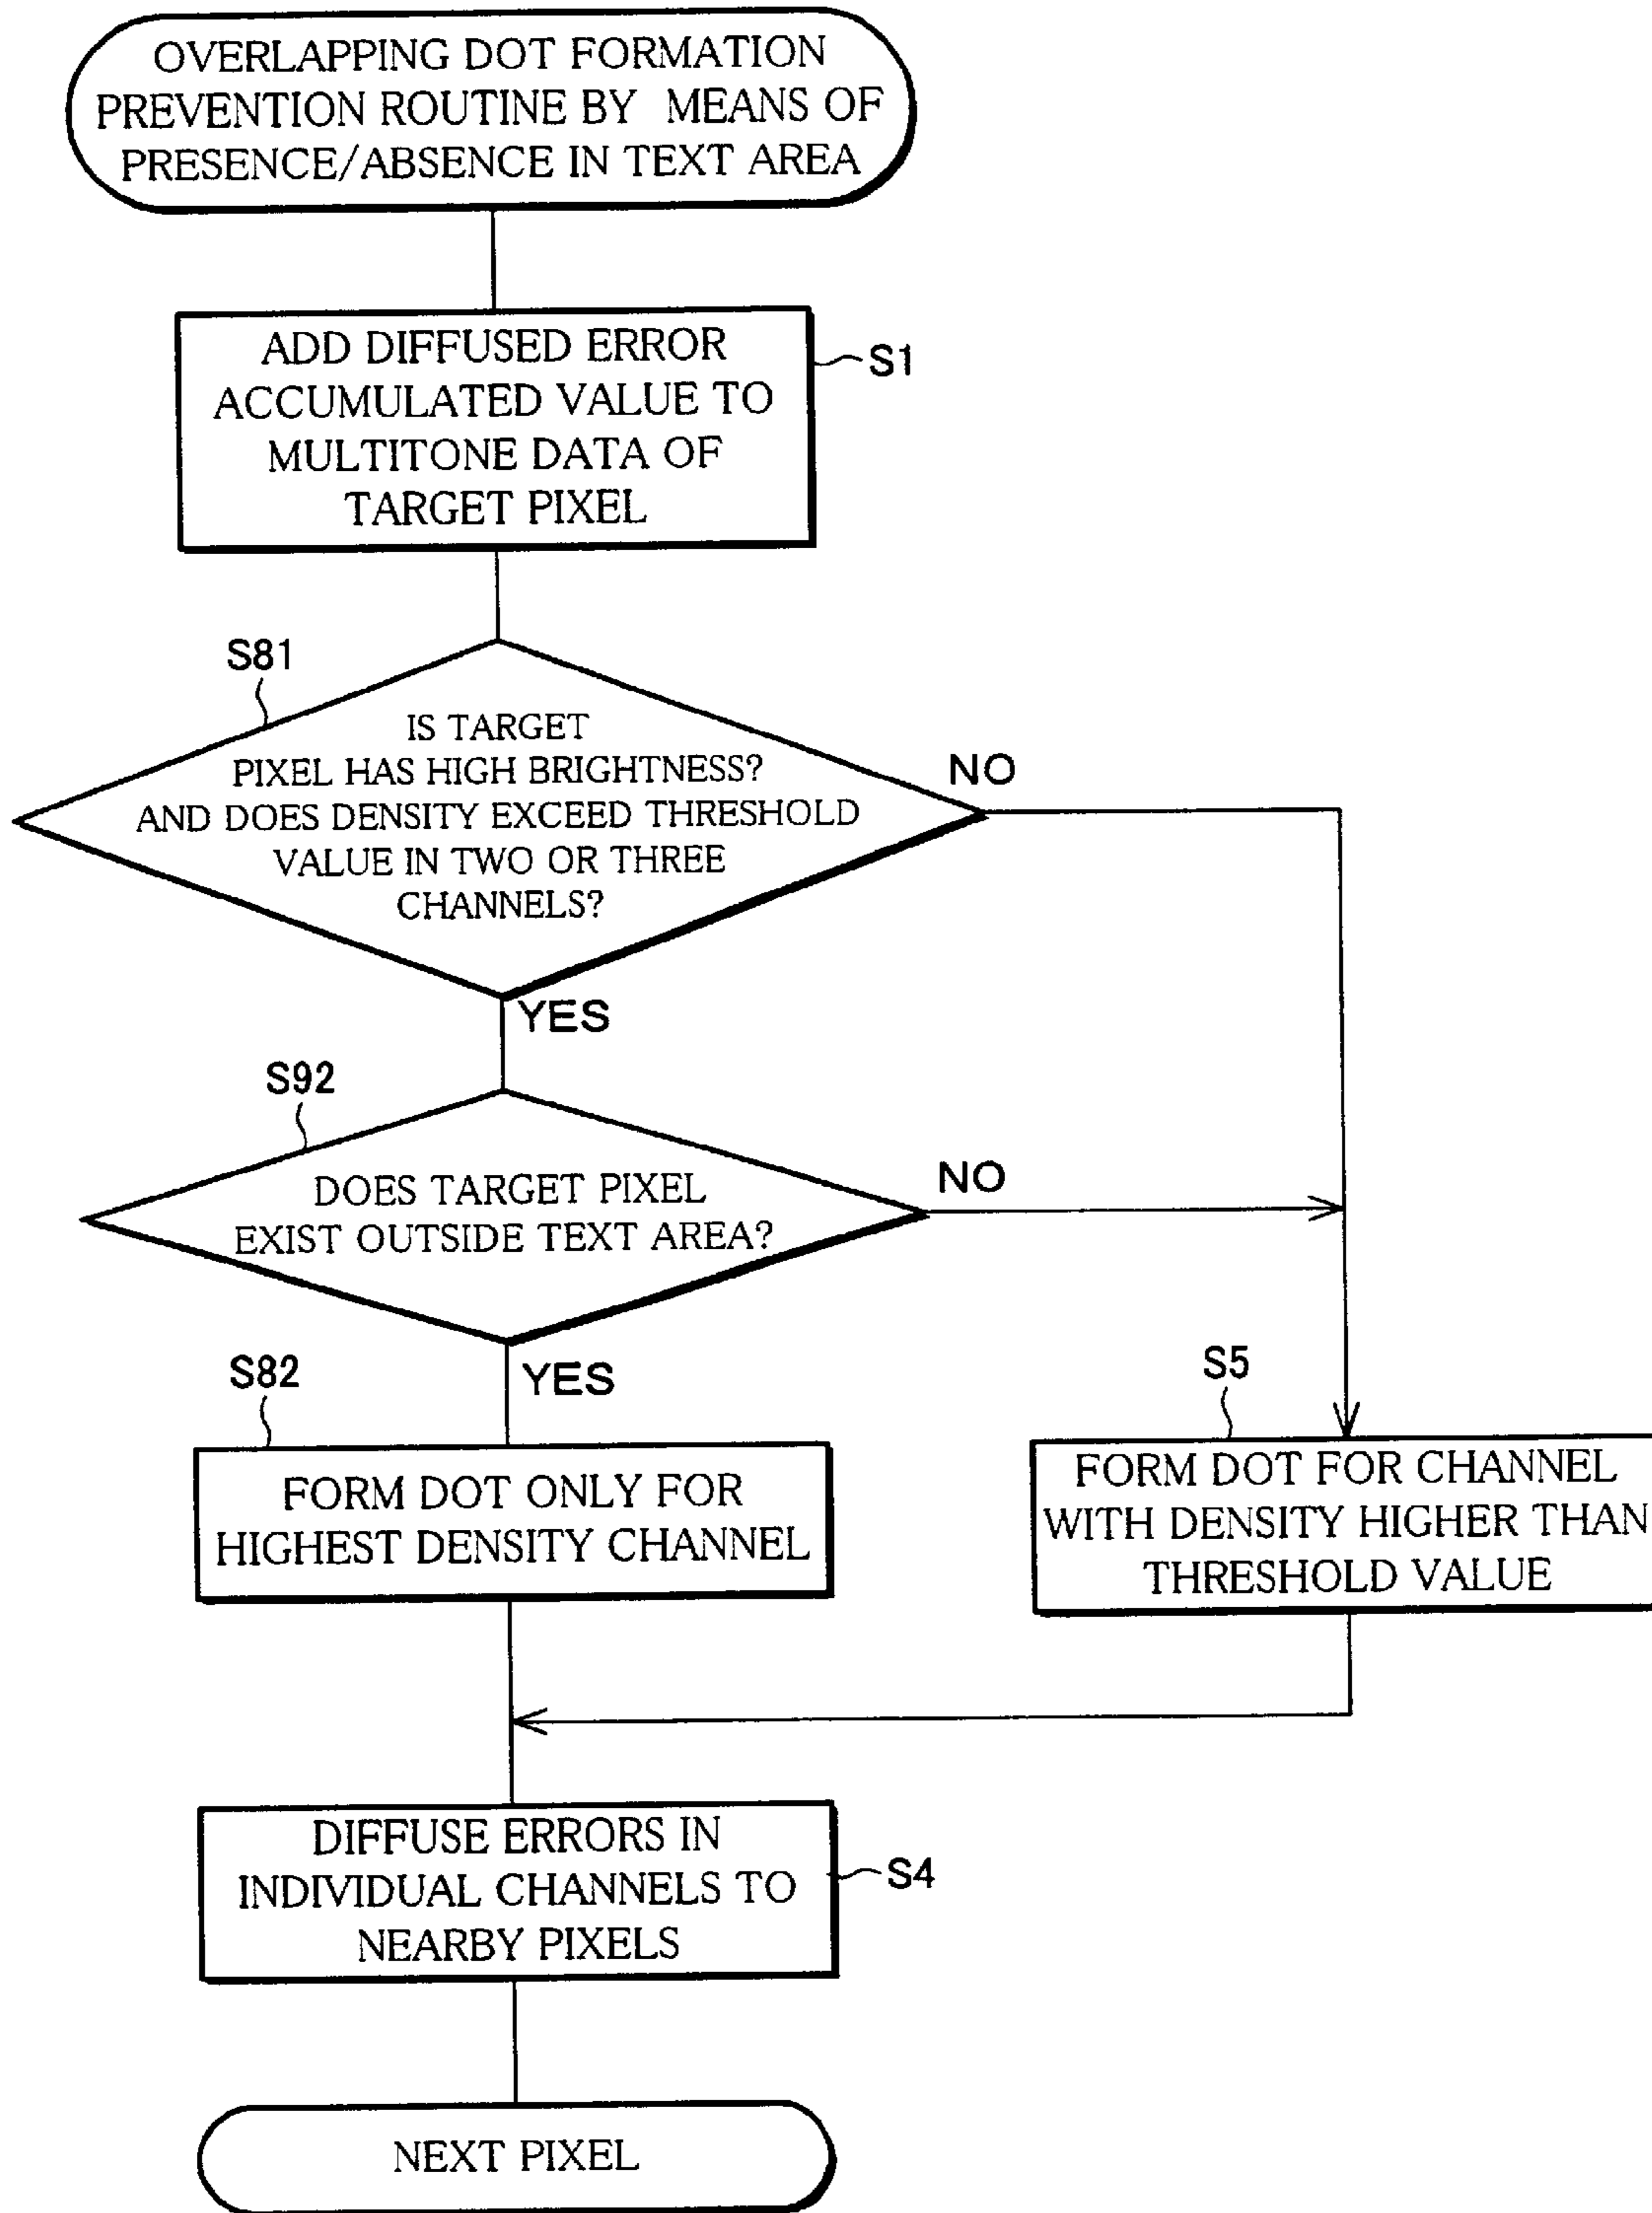 OVERLAPPING DOT FORMATION
PREVENTION ROUTINE BY MEANS OF
PRESENCE/ABSENCE IN TEXT AREA
ADD DIFFUSED ERROR
ACCUMULATED VALUE TO
MULTITONE DATA OF
TARGET PIXEL
S1
S81
IS TARGET
PIXEL HAS HIGH BRIGHTNESS?
AND DOES DENSITY EXCEED THRESHOLD
VALUE IN TWO OR THREE
CHANNELS?
NO
YES
S92
DOES TARGET PIXEL
EXIST OUTSIDE TEXT AREA?
NO
YES
S82
FORM DOT ONLY FOR
HIGHEST DENSITY CHANNEL
S5
FORM DOT FOR CHANNEL
WITH DENSITY HIGHER THAN
THRESHOLD VALUE
DIFFUSE ERRORS IN
INDIVIDUAL CHANNELS TO
NEARBY PIXELS
S4
NEXT PIXEL